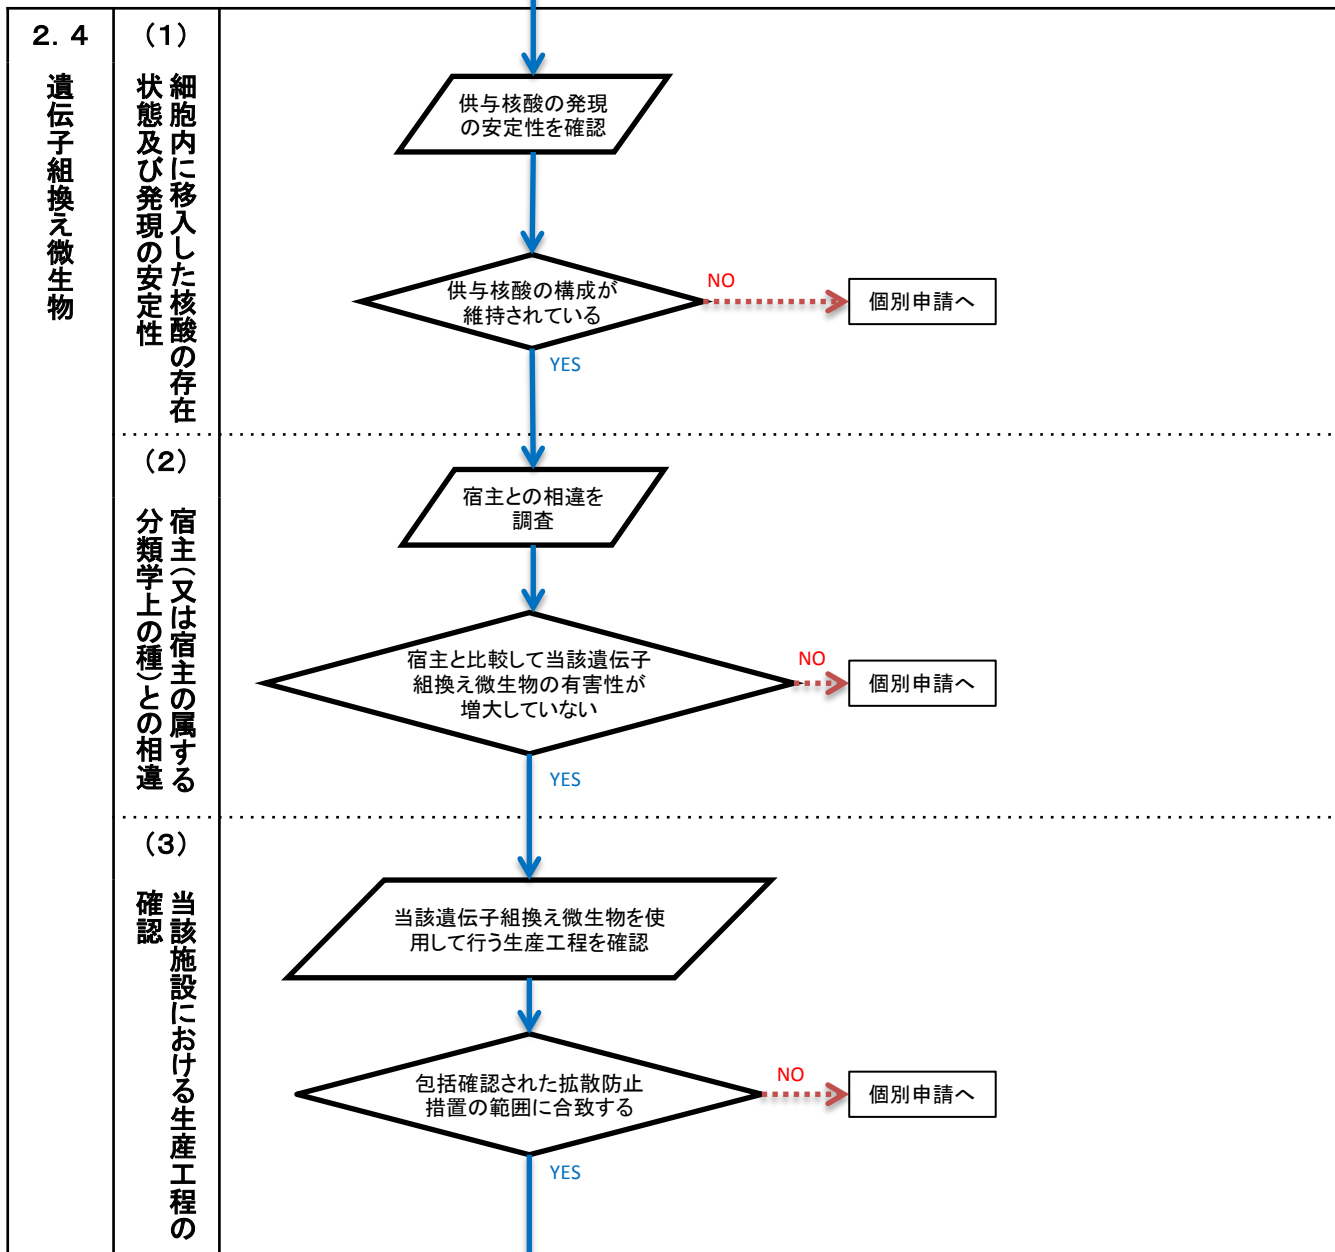 2．4
遺伝子組換え微生物
（1）
細胞内に移入した核酸の存在
状態及び発現の安定性
供与核酸の発現
の安定性を確認
供与核酸の構成が
維持されている
NO
個別申請へ
YES
（2）
宿主（又は宿主の属する
分類学上の種）との相違
宿主との相違を
調査
宿主と比較して当該遺伝子
組換え微生物の有害性が
増大していない
NO
個別申請へ
YES
（3）
当該施設における生産工程の
確認
当該遺伝子組換え微生物を使
用して行う生産工程を確認
包括確認された拡散防止
措置の範囲に合致する
NO
個別申請へ
YES